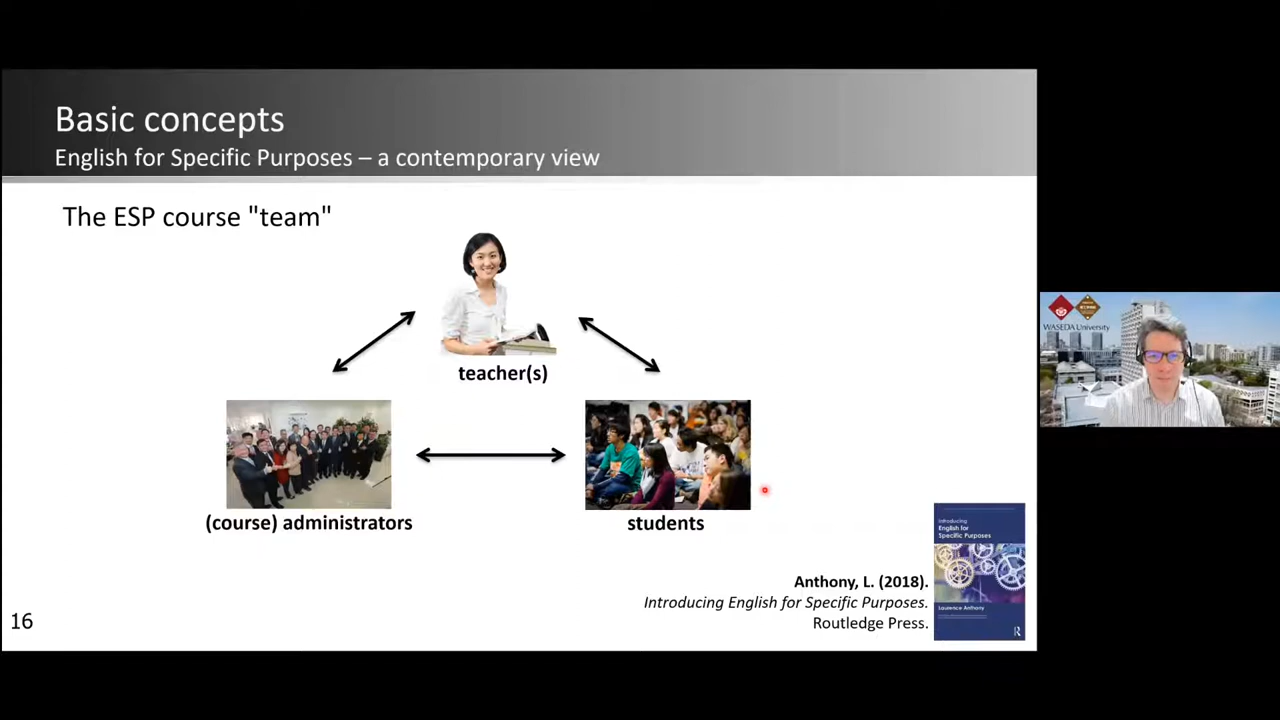 Basic concepts
English for Specific Purposes – a contemporary view
The ESP course "team"
teacher(s)
(course) administrators
students
Anthony, L. (2018).
Introducing English for Specific Purposes.
Routledge Press.
16
Introducing
English for
Specific Purposes
Laurence Anthony
R
WASEDA University